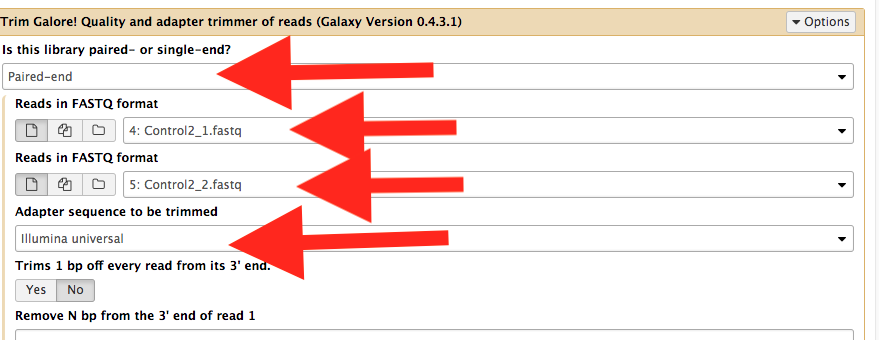 Trim Galore! Quality and adapter trimmer of reads (Galaxy Version 0.4.3.1)
Options
Is this library paired- or single-end?
Paired-end
Reads in FASTQ format
4: Control2_1.fastq
Reads in FASTQ format
5: Control2_2.fastq
Adapter sequence to be trimmed
Illumina universal
Trims 1 bp off every read from its 3' end.
Yes No
Remove N bp from the 3' end of read 1